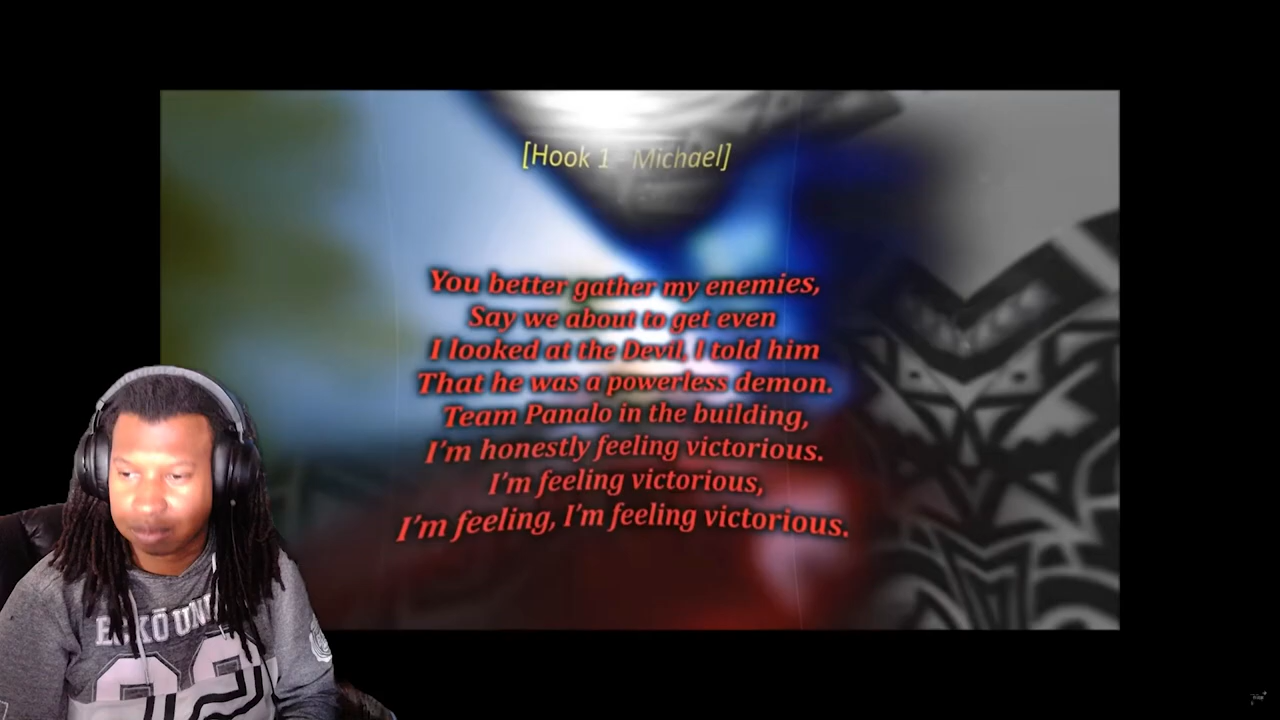 [Hook 1 - Michael]
You better gather my enemies,
Say we about to get even
I looked at the Devil, I told him
That he was a powerless demon.
Team Panalo in the building,
I'm honestly feeling victorious.
I'm feeling victorious,
I'm feeling, I'm feeling victorious.